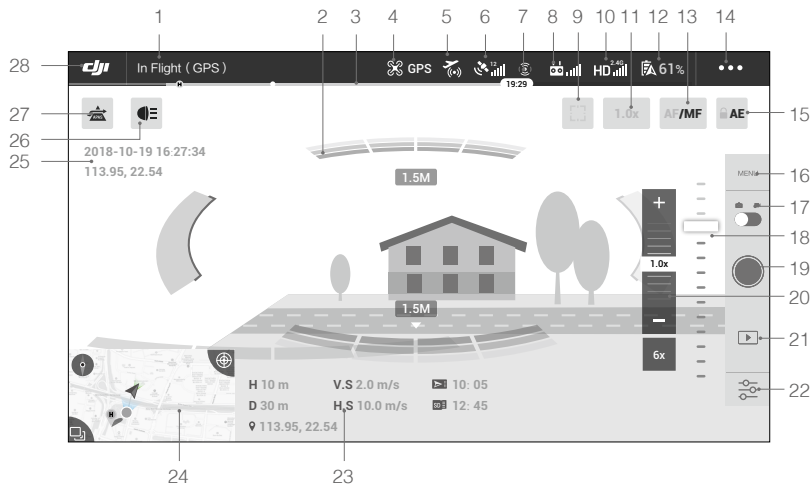 1 2 3 4 5 6 7 8 9 10 11 12 13 14
28 dji In Flight ( GPS ) GPS 12 HD 2.4G 61%
H 19:29
27 APAS 1.0x AF/MF AE 15
26
25 2018-10-19 16:27:34
113.95, 22.54
MENU 16
17
1.5M
18
+
1.0x
19
20
1.5M
–
6x
21
22
H 10 m V.S 2.0 m/s 10: 05
D 30 m H.S 10.0 m/s SD 12: 45
113.95, 22.54
H
24 23